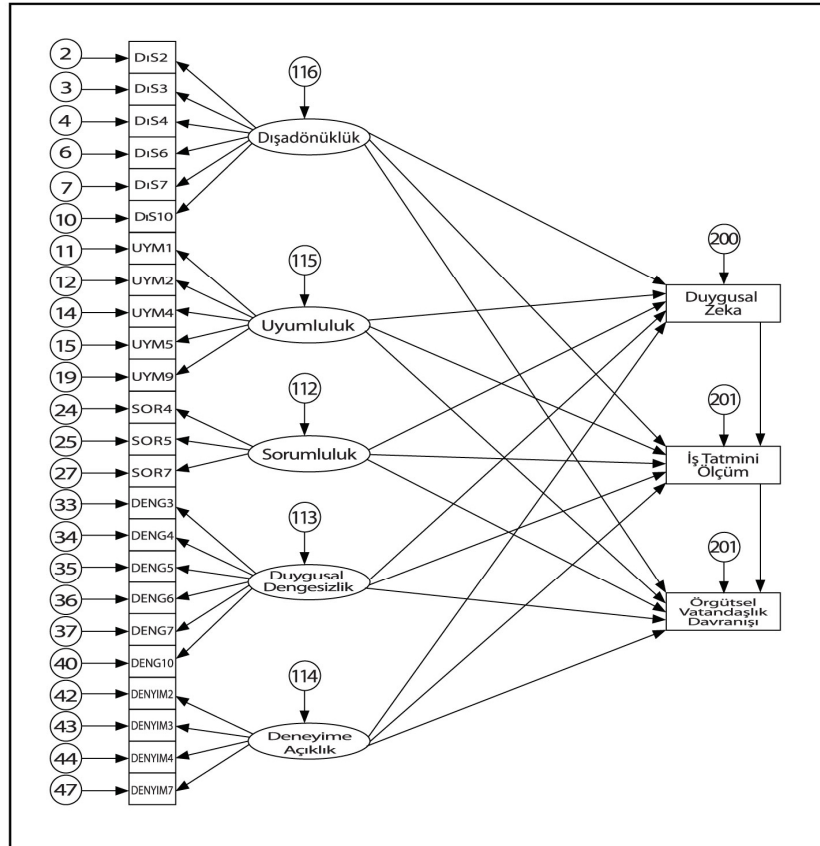 2
DıS2
3
DıS3
4
DıS4
6
DıS6
7
DıS7
10
DıS10
11
UYM1
12
UYM2
14
UYM4
15
UYM5
19
UYM9
24
SOR4
25
SOR5
27
SOR7
33
DENG3
34
DENG4
35
DENG5
36
DENG6
37
DENG7
40
DENG10
42
DENYIM2
43
DENYIM3
44
DENYIM4
47
DENYIM7
116
Dışadönüklük
115
Uyumluluk
112
Sorumluluk
113
Duygusal
Dengesizlik
114
Deneyime
Açıklık
200
Duygusal
Zeka
201
İş Tatmini
Ölçüm
201
Örgütsel
Vatandaşlık
Davranışı